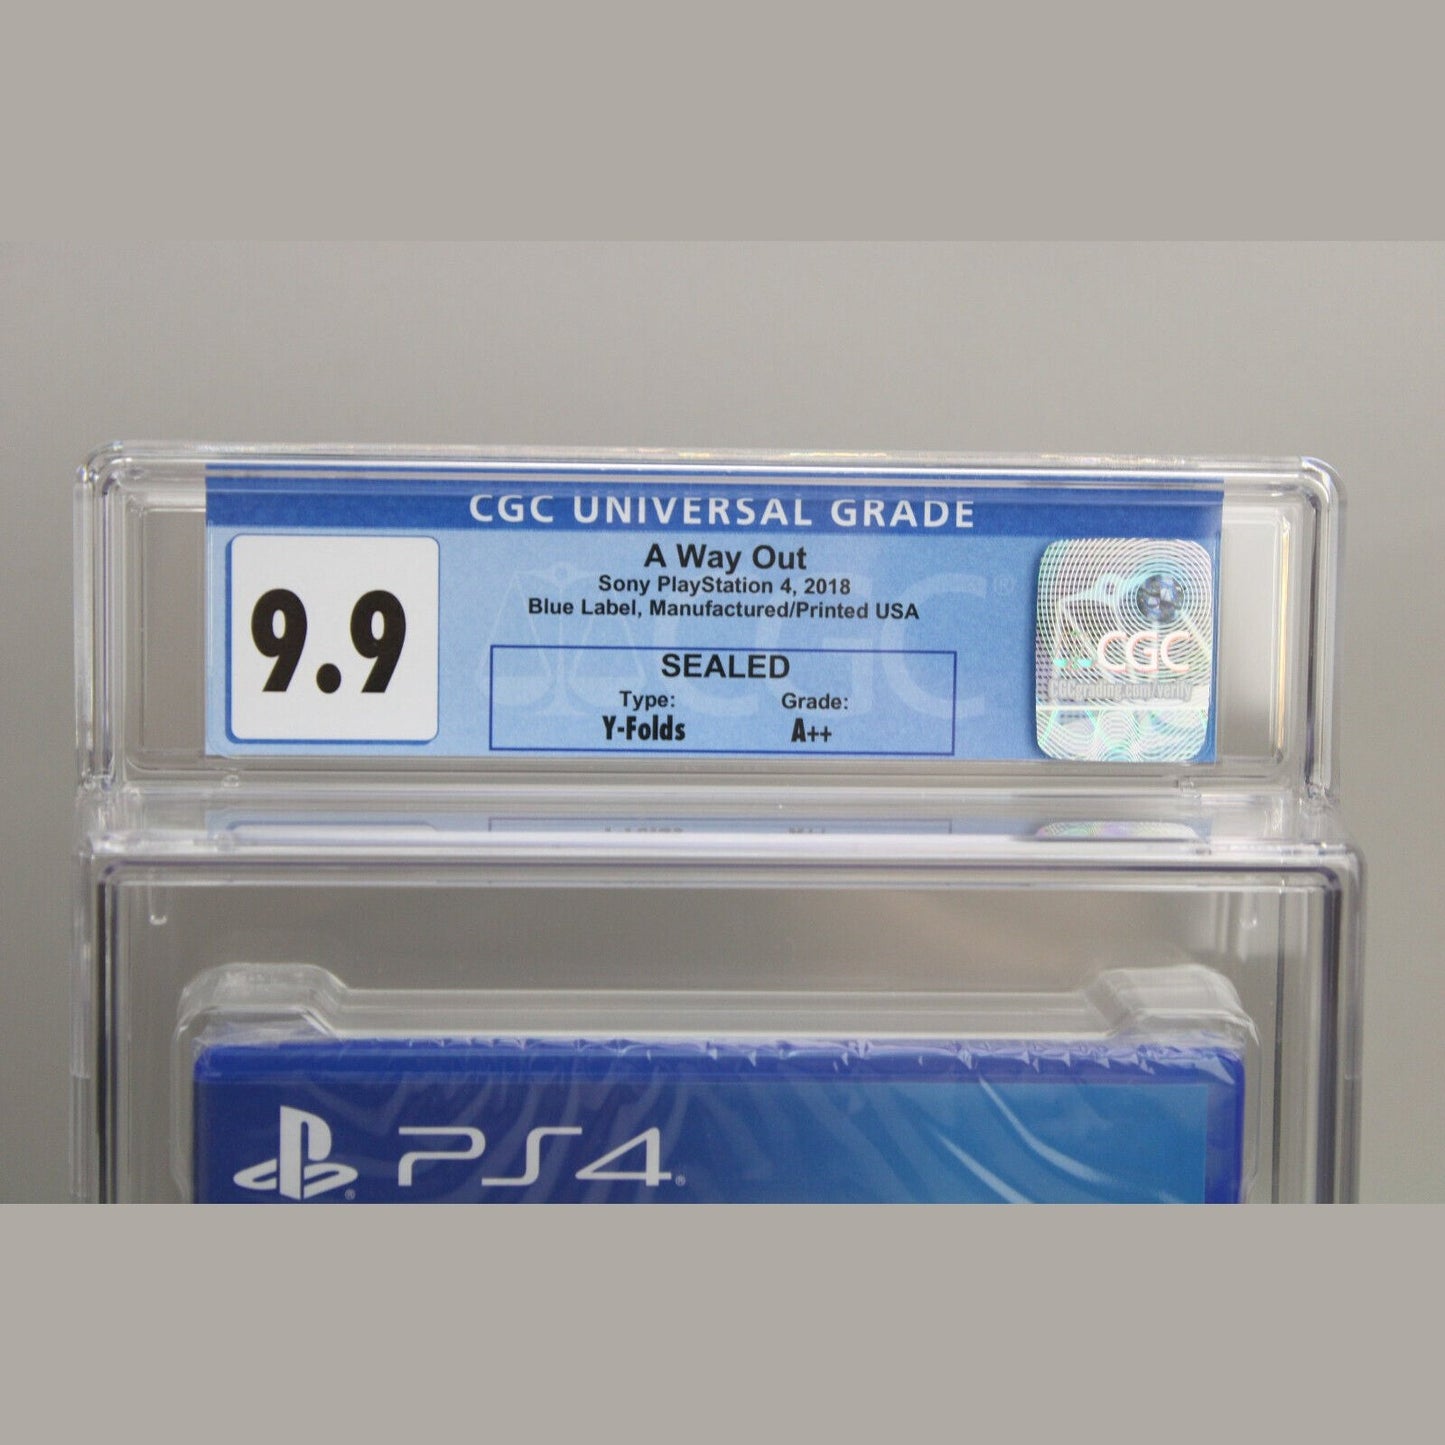 CGC UNIVERSAL GRADE
9.9
A Way Out
Sony PlayStation 4, 2018
Blue Label, Manufactured/Printed USA
SEALED
Type: Grade:
Y-Folds A++
CGC®
CGC
CGCgrading.com/verify
PS4